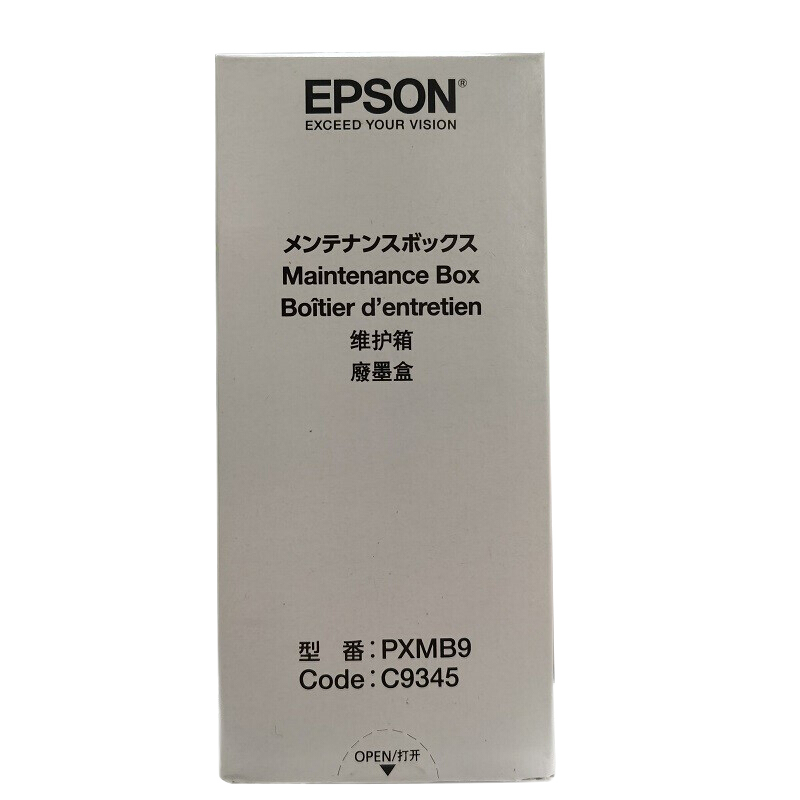 EPSON®
EXCEED YOUR VISION
メンテナンスボックス
Maintenance Box
Boîtier d'entretien
维护箱
廢墨盒
型 番:PXMB9
Code:C9345
OPEN/打开